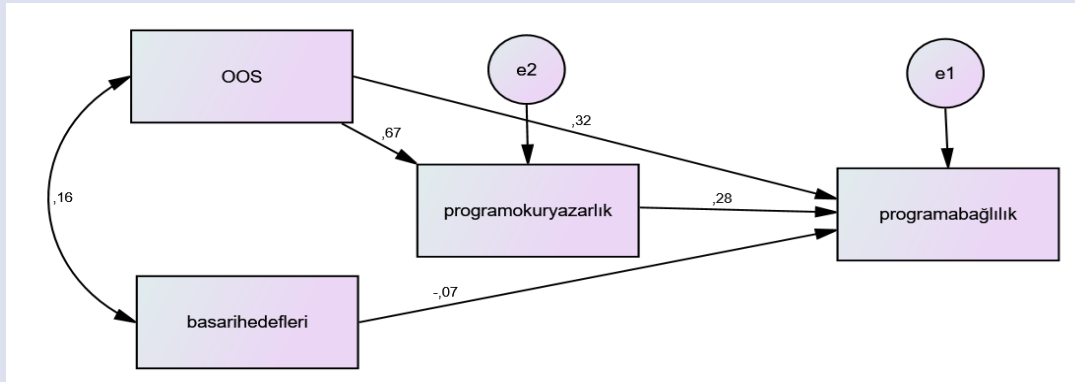 OOS
e2
e1
,32
,67
,16
programokuryazarlık
,28
programabağlılık
-,07
basarihedefleri